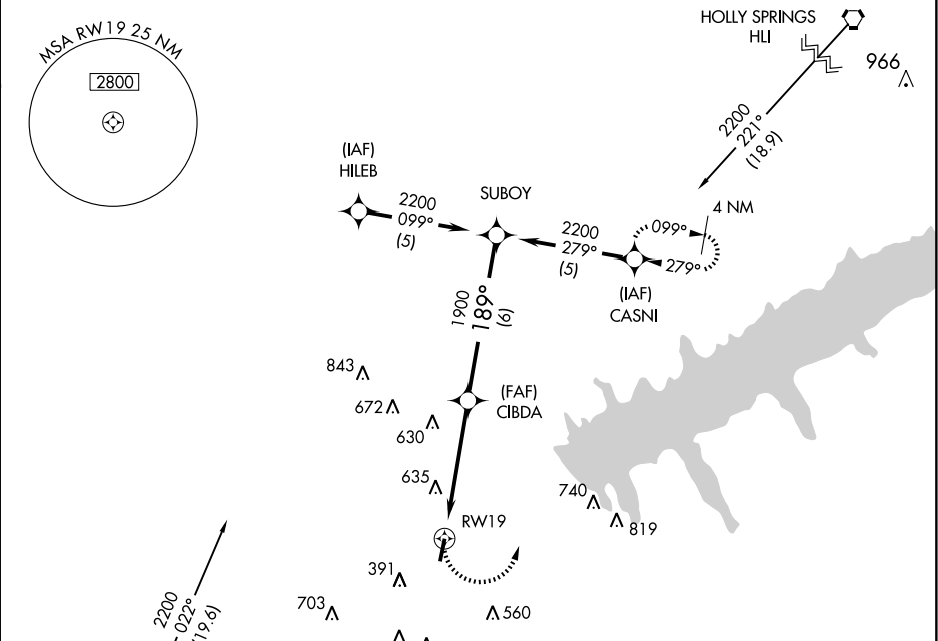 MSA RW19 25 NM
2800
HOLLY SPRINGS
HLI
966
2200
221°
(18.9)
(IAF)
HILEB
2200
099°
(5)
SUBOY
2200
279°
(5)
4 NM
099°
279°
(IAF)
CASNI
1900
189°
(6)
843
672
630
(FAF)
CIBDA
635
740
819
RW19
391
703
560
2200
022°